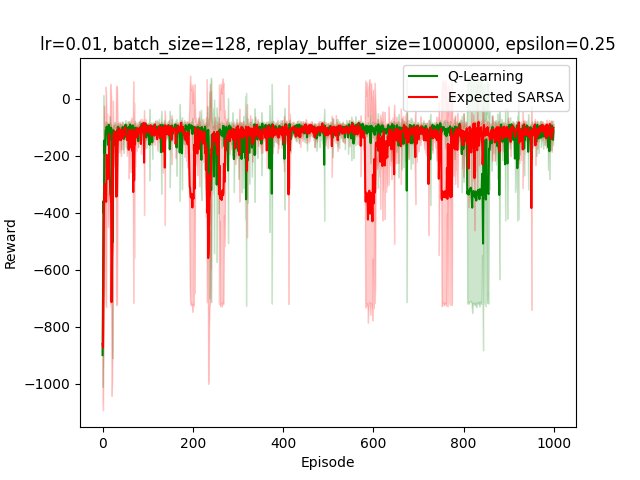 lr=0.01, batch_size=128, replay_buffer_size=1000000, epsilon=0.25
Q-Learning
Expected SARSA
0
−200
−400
−600
−800
−1000
Reward
0
200
400
600
800
1000
Episode